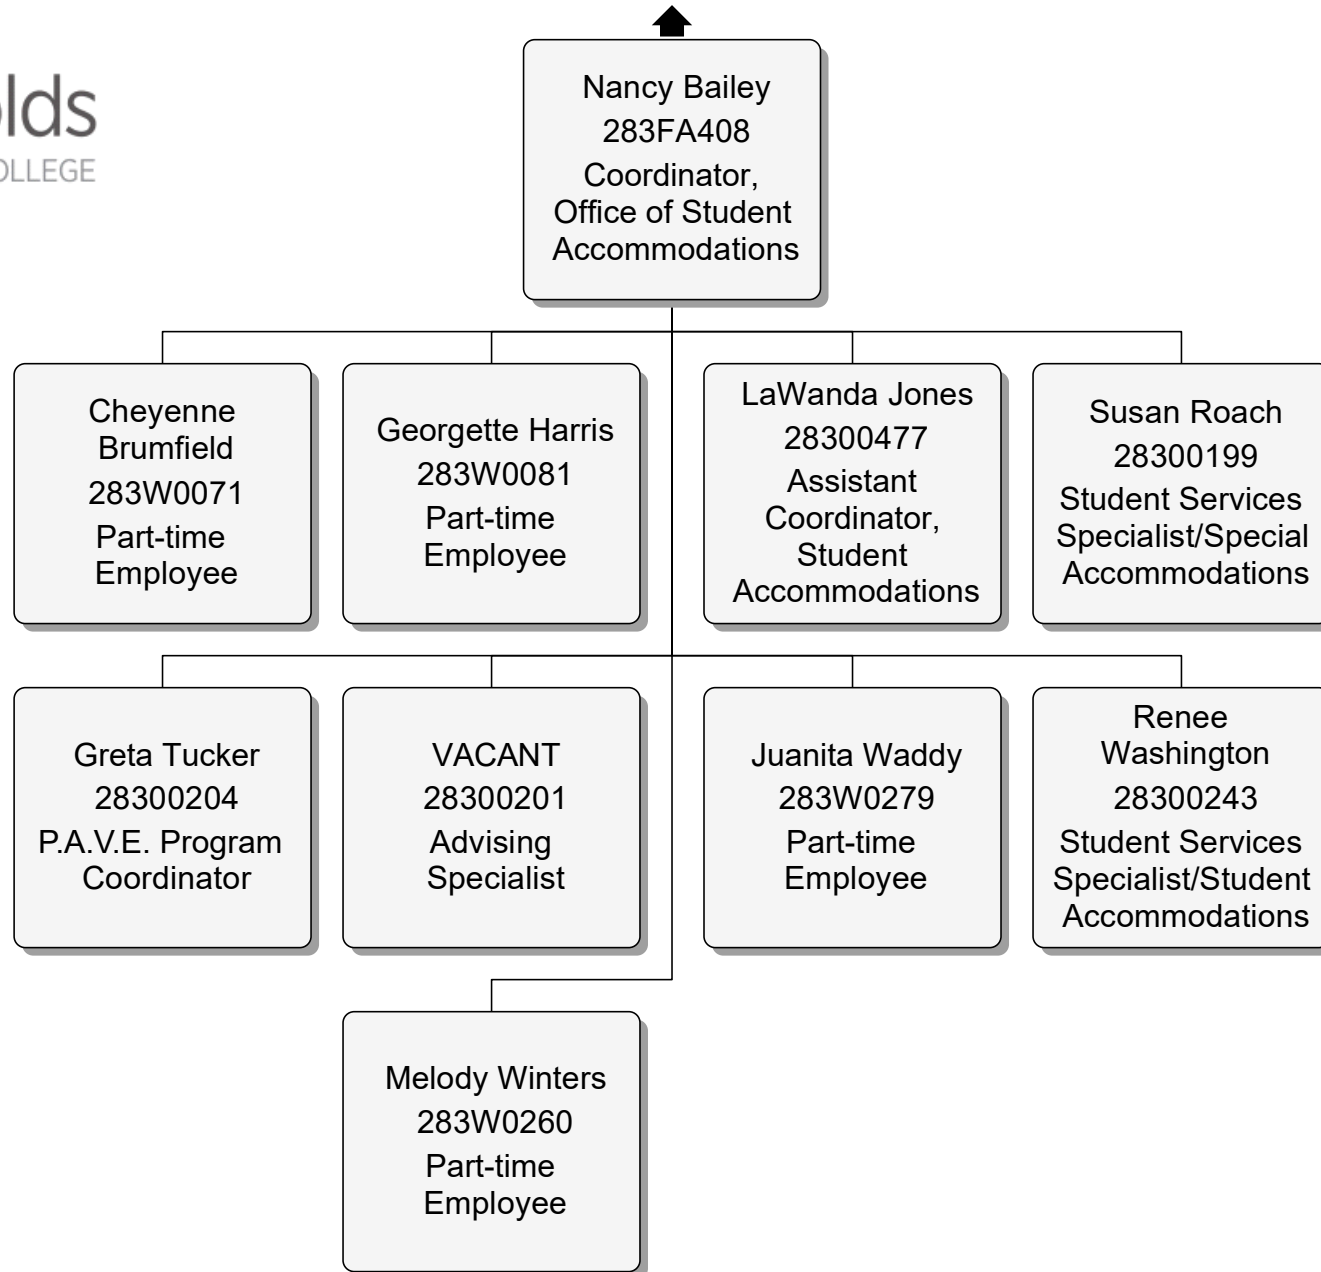 Nancy Bailey
283FA408
Coordinator,
Office of Student
Accommodations
COLLEGE
Cheyenne
Brumfield
283W0071
Part-time
Employee
Georgette Harris
283W0081
Part-time
Employee
LaWanda Jones
28300477
Assistant
Coordinator,
Student
Accommodations
Susan Roach
28300199
Student Services
Specialist/Special
Accommodations
Greta Tucker
28300204
P.A.V.E. Program
Coordinator
VACANT
28300201
Advising
Specialist
Juanita Waddy
283W0279
Part-time
Employee
Renee
Washington
28300243
Student Services
Specialist/Student
Accommodations
Melody Winters
283W0260
Part-time
Employee